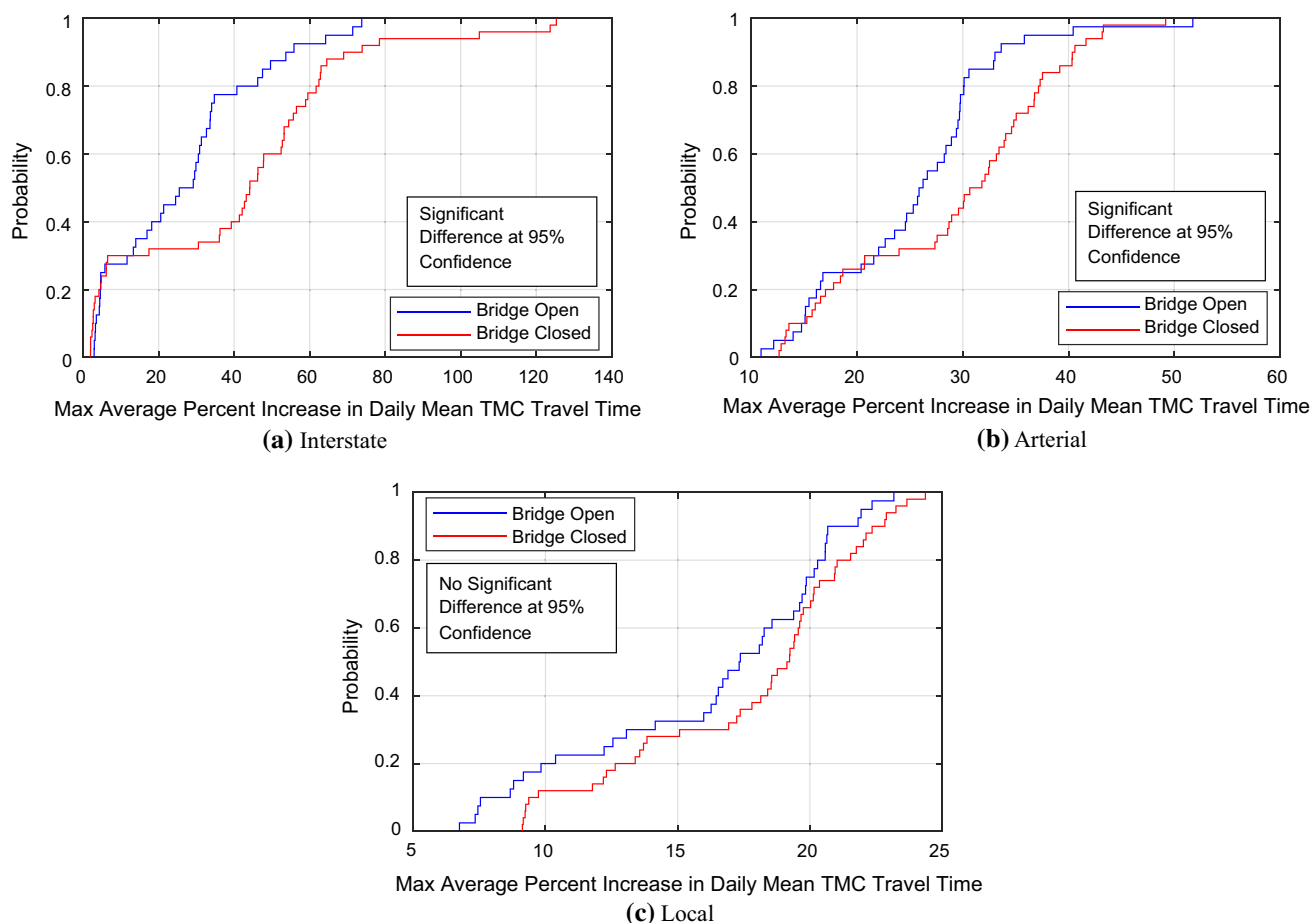 1
0.8
0.6
0.4
0.2
0
Probability
Significant
Difference at 95%
Confidence
Bridge Open
Bridge Closed
0 20 40 60 80 100 120 140
Max Average Percent Increase in Daily Mean TMC Travel Time
(a) Interstate
1
0.8
0.6
0.4
0.2
0
Probability
Significant
Difference at 95%
Confidence
Bridge Open
Bridge Closed
10 20 30 40 50 60
Max Average Percent Increase in Daily Mean TMC Travel Time
(b) Arterial
1
0.8
0.6
0.4
0.2
0
Probability
Bridge Open
Bridge Closed
No Significant
Difference at 95%
Confidence
5 10 15 20 25
Max Average Percent Increase in Daily Mean TMC Travel Time
(c) Local